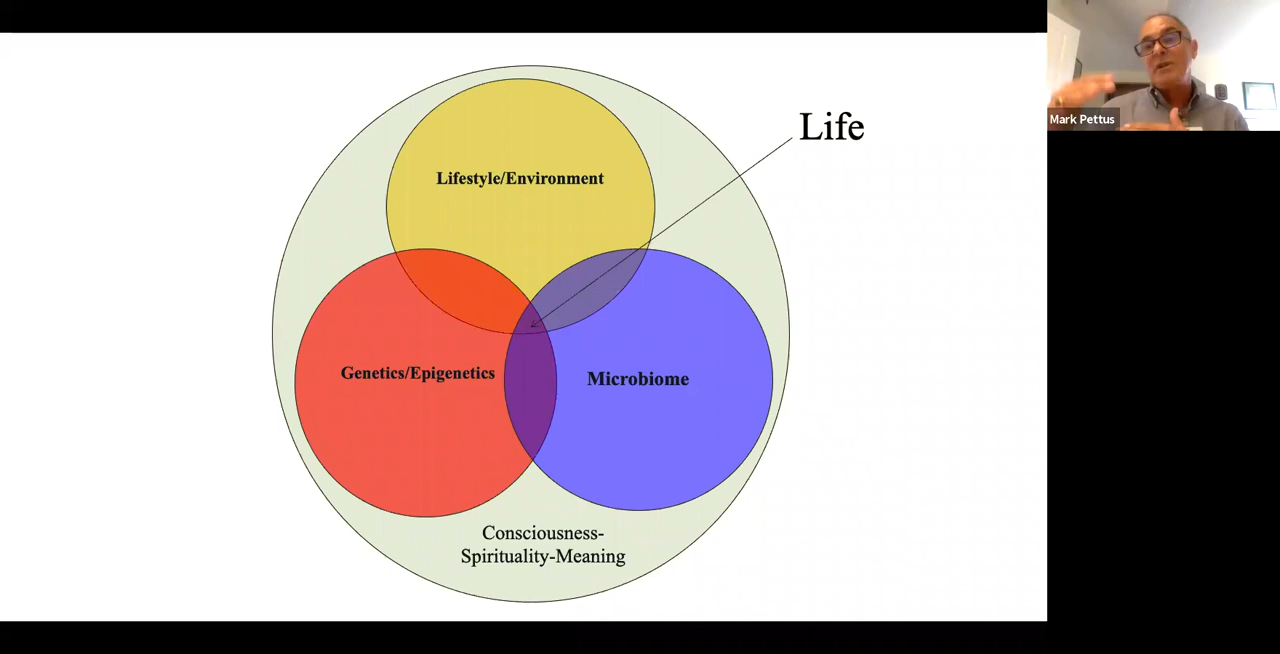 Life
Mark Pettus
Lifestyle/Environment
Genetics/Epigenetics
Microbiome
Consciousness-
Spirituality-Meaning